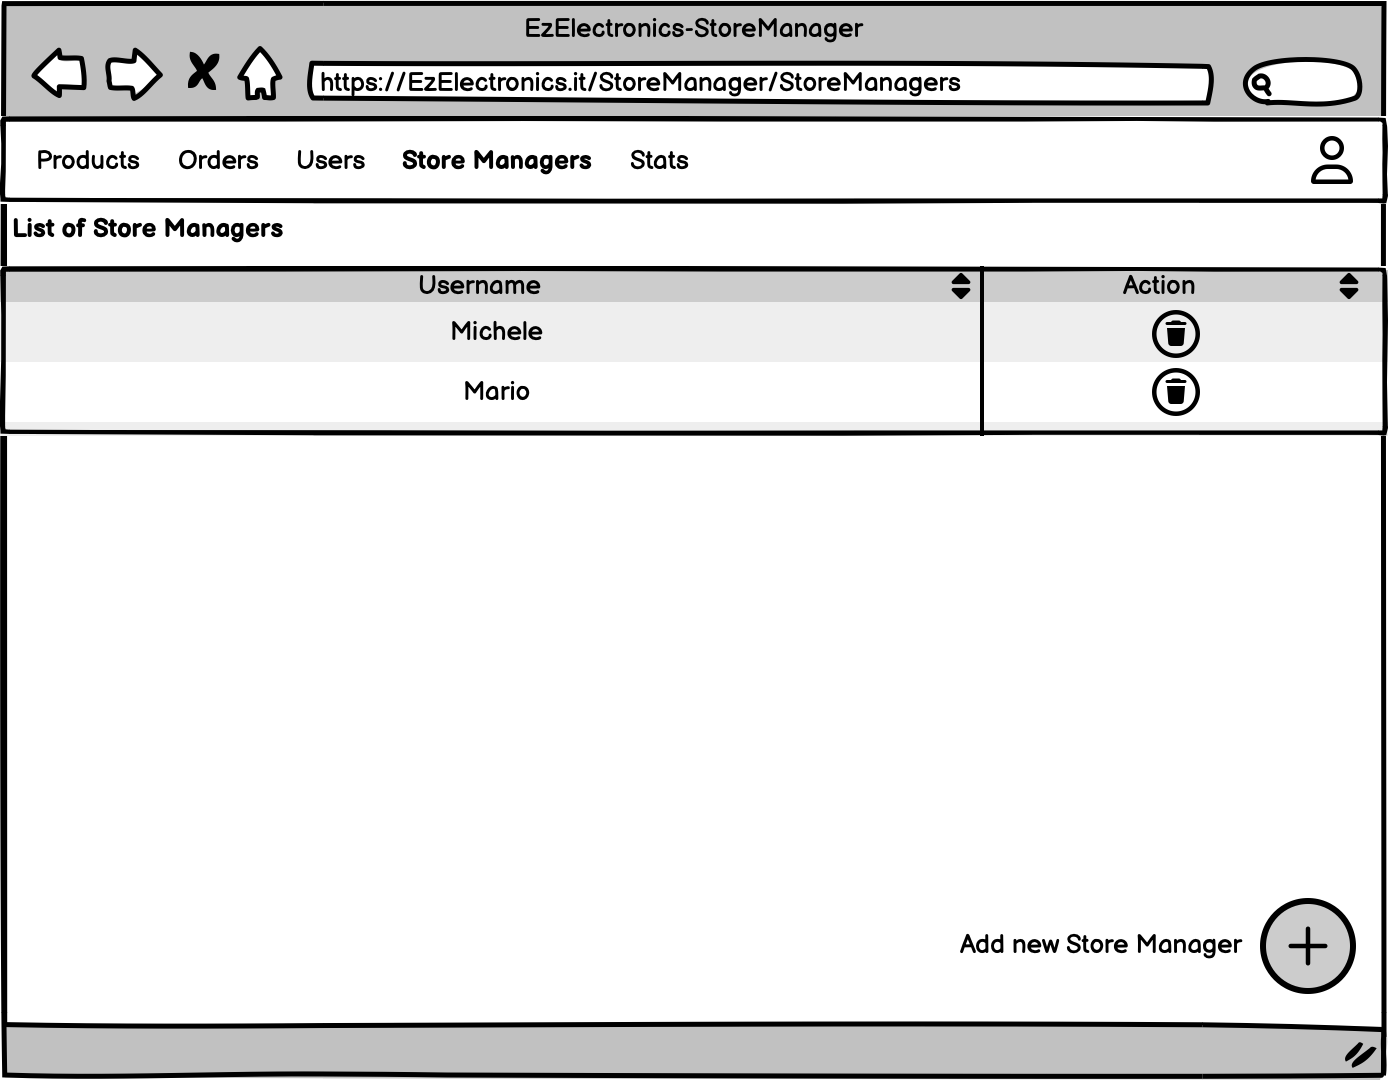 EzElectronics-StoreManager
https://EzElectronics.it/StoreManager/StoreManagers
Products Orders Users Store Managers Stats
List of Store Managers
Username Action
Michele
Mario
Add new Store Manager